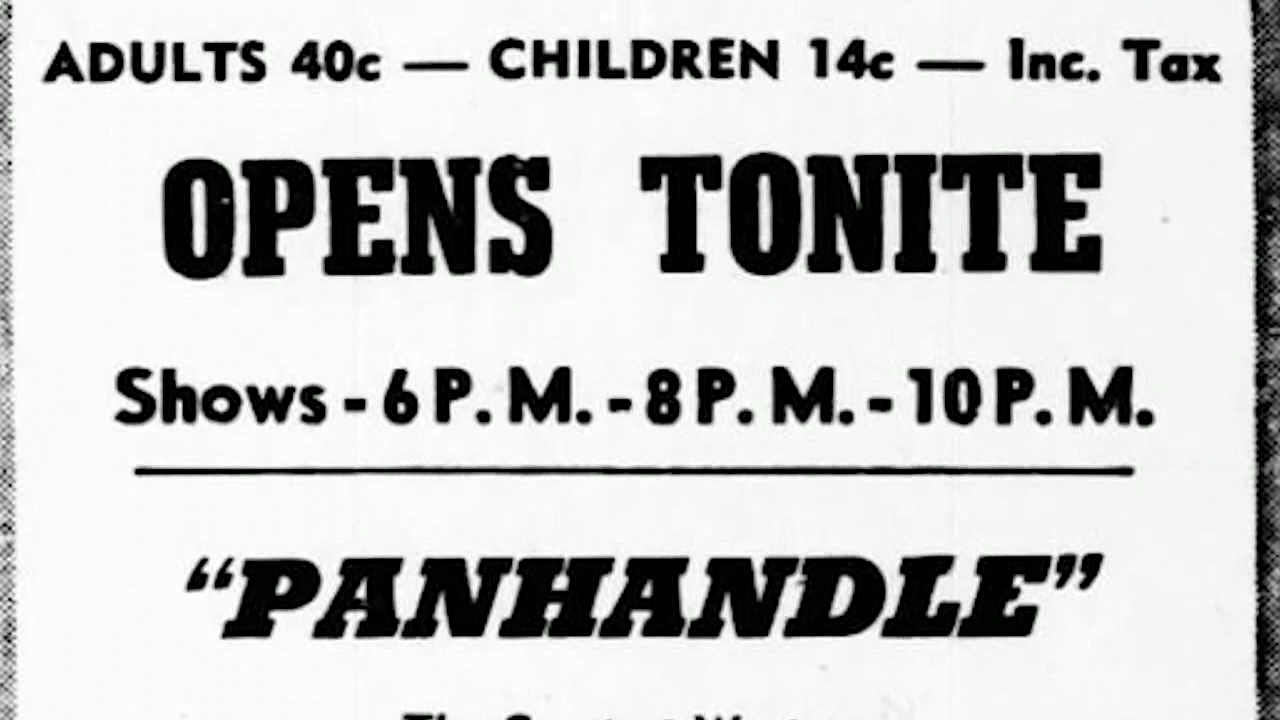 ADULTS 40c — CHILDREN 14c — Inc. Tax
OPENS TONITE
Shows - 6 P. M. - 8 P. M. - 10 P. M.
“PANHANDLE”